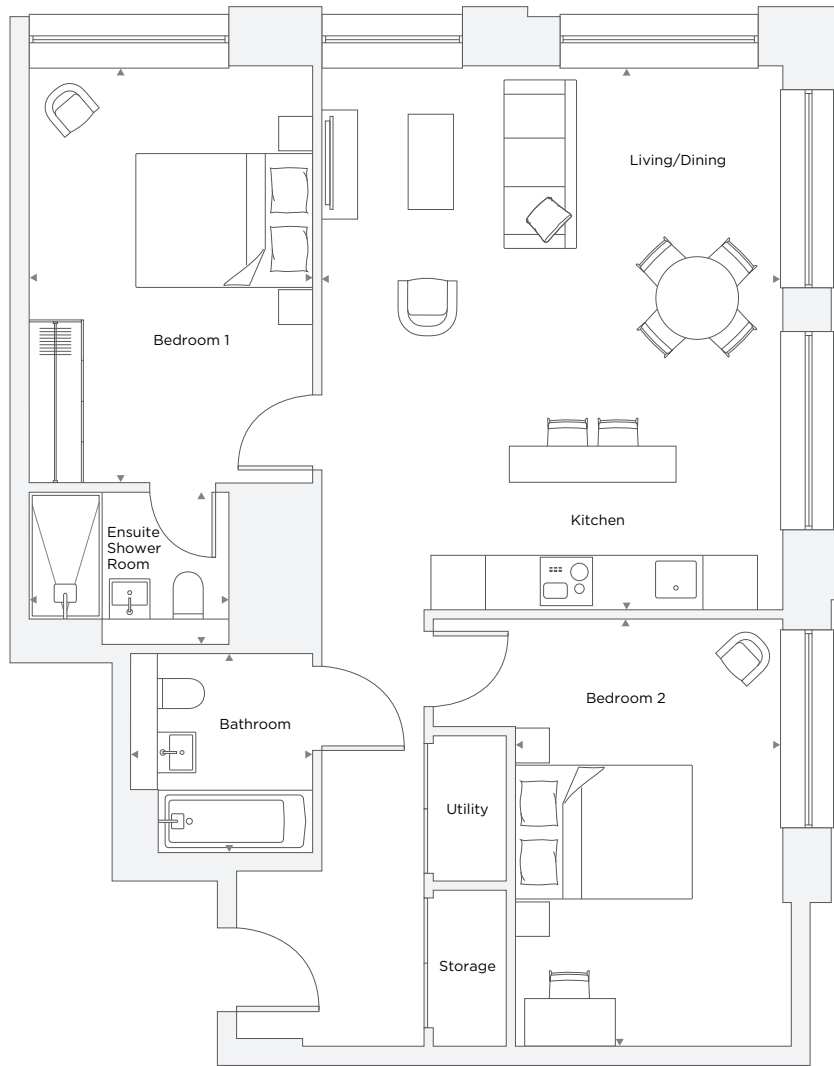 Living/Dining
Bedroom 1
Kitchen
Ensuite
Shower
Room
Bedroom 2
Bathroom
Utility
Storage